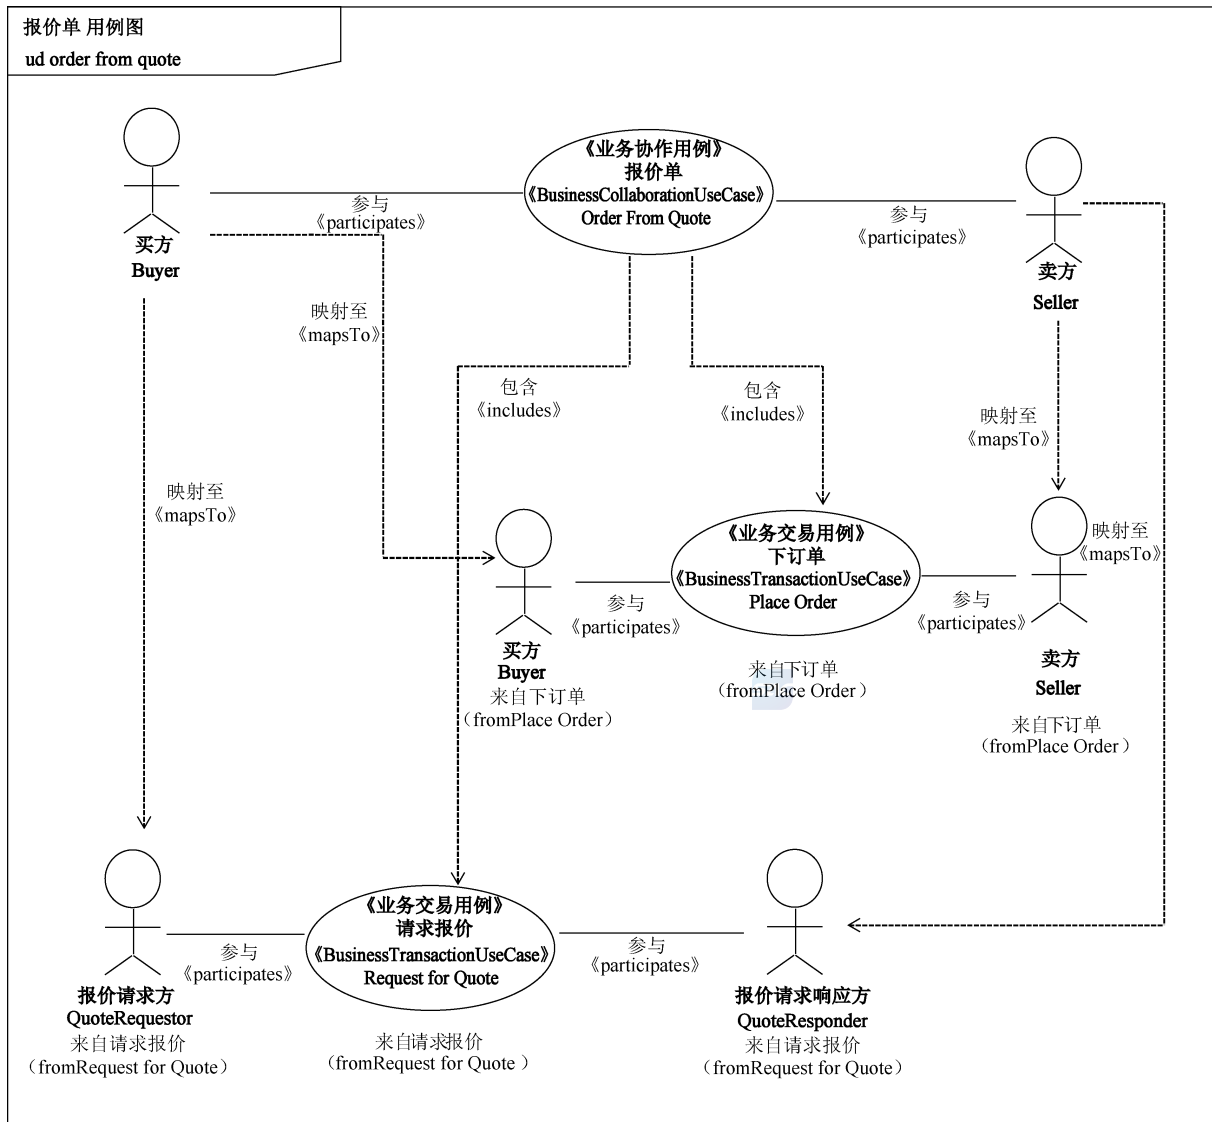 报价单 用例图
ud order from quote
《业务协作用例》
报价单
《BusinessCollaborationUseCase》
Order From Quote
参与
《participates》
参与
《participates》
买方
Buyer
卖方
Seller
映射至
《mapsTo》
包含
《includes》
包含
《includes》
映射至
《mapsTo》
映射至
《mapsTo》
映射至
《mapsTo》
《业务交易用例》
下订单
《BusinessTransactionUseCase》
Place Order
参与
《participates》
参与
《participates》
买方
Buyer
来自下订单
（fromPlace Order）
来自下订单
（fromPlace Order）
卖方
Seller
来自下订单
（fromPlace Order）
《业务交易用例》
请求报价
《BusinessTransactionUseCase》
Request for Quote
参与
《participates》
参与
《participates》
报价请求方
QuoteRequestor
来自请求报价
（fromRequest for Quote）
来自请求报价
（fromRequest for Quote ）
报价请求响应方
QuoteResponder
来自请求报价
（fromRequest for Quote）